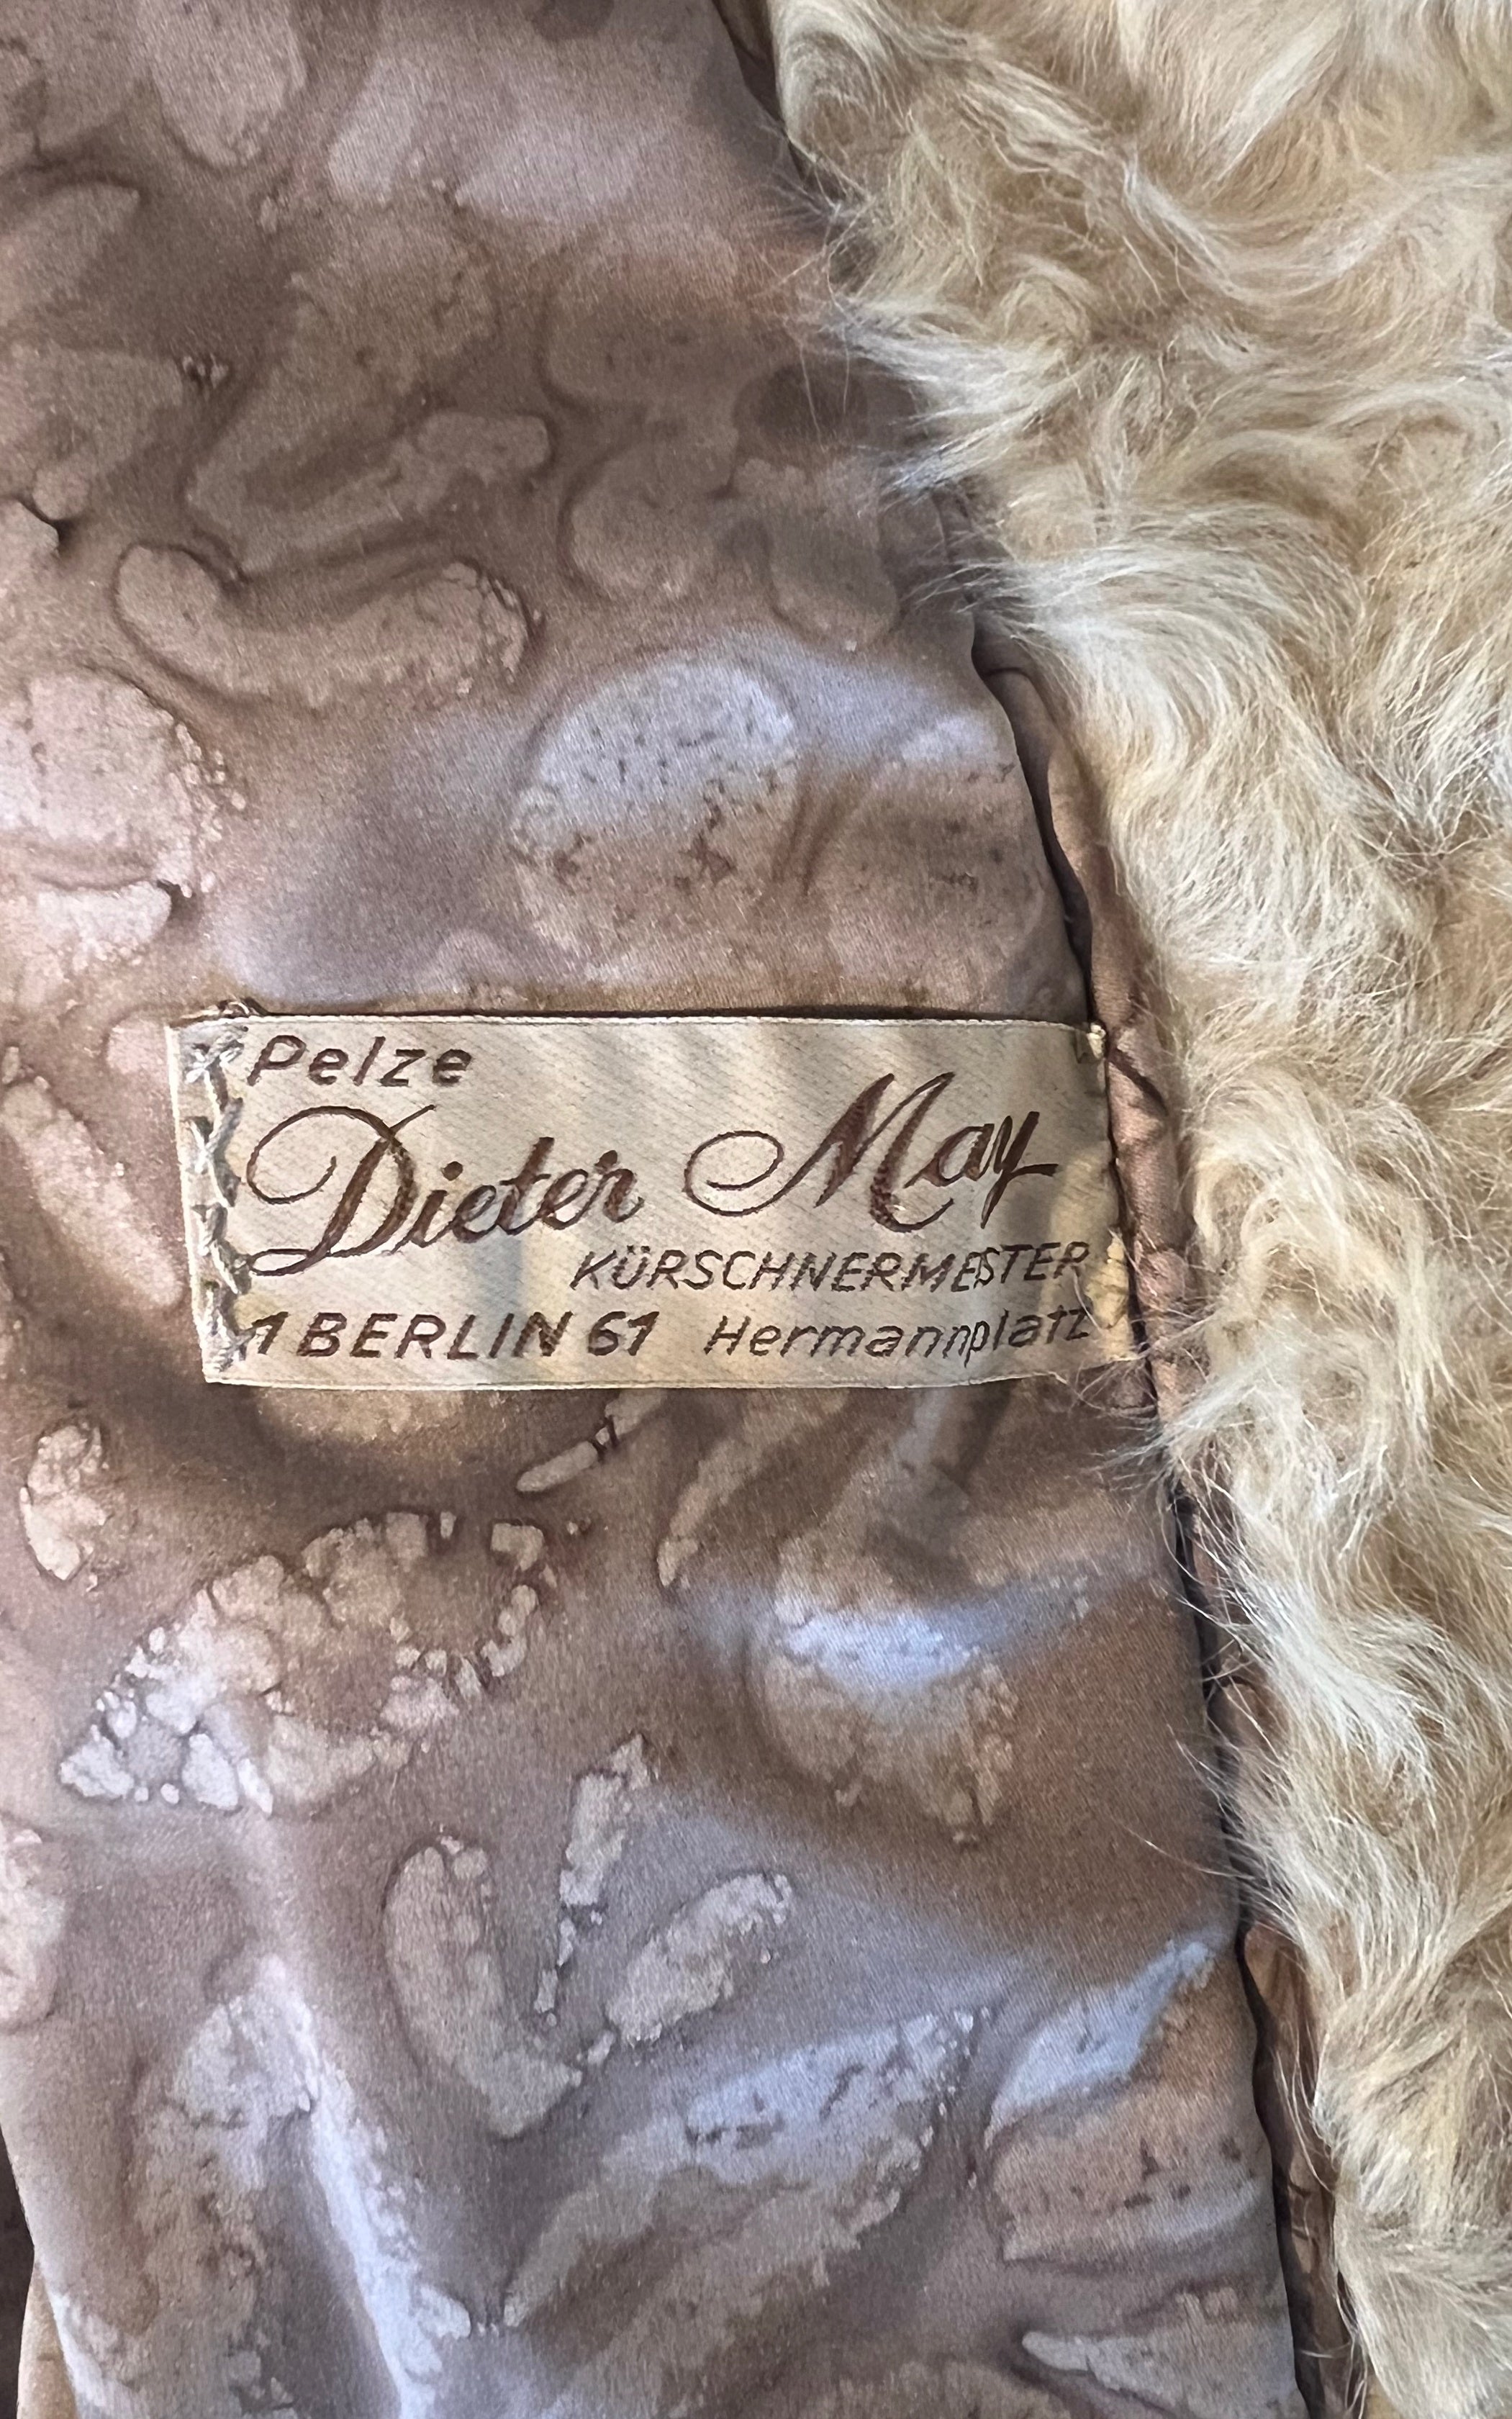 Pelze
Dieter May
KÜRSCHNERMEISTER
1 BERLIN 61 Hermannplatz